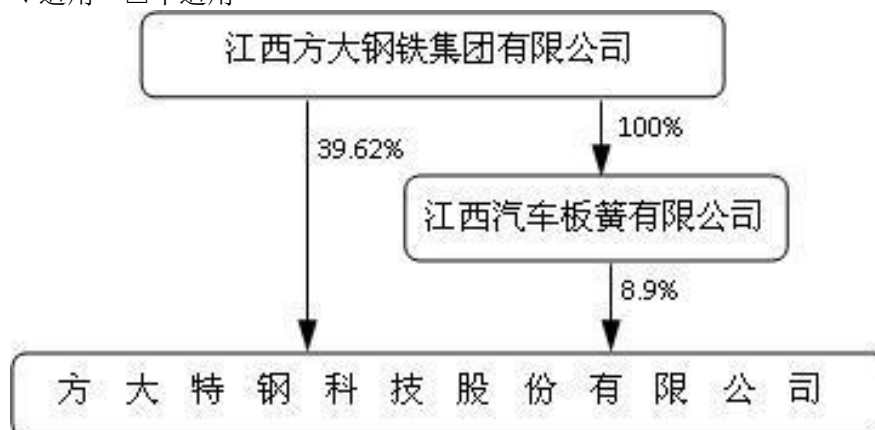 江西方大钢铁集团有限公司
39.62%
100%
江西汽车板簧有限公司
8.9%
方大特钢科技股份有限公司